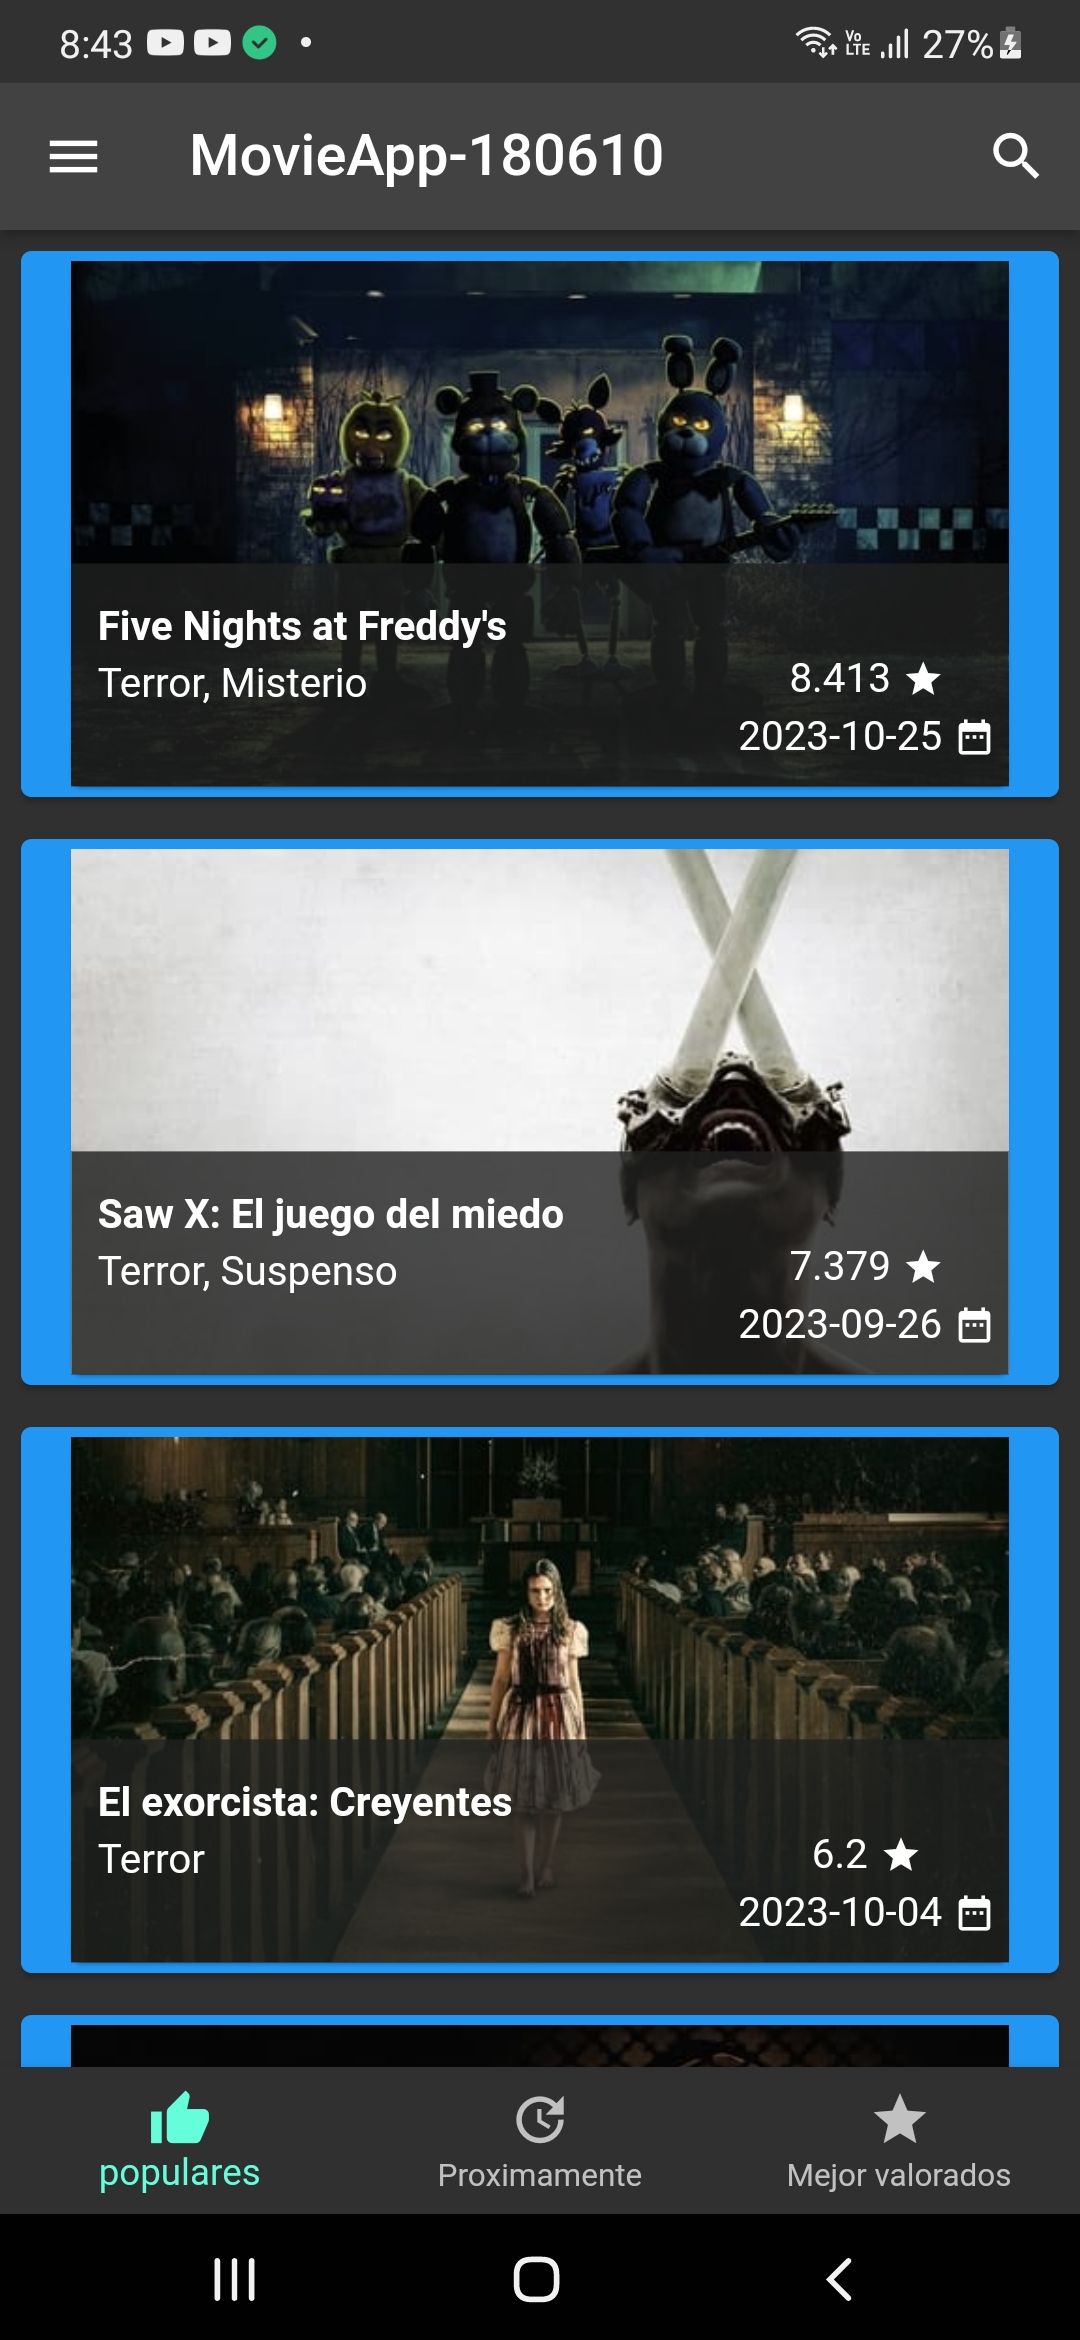 8:43
Vo LTE
27%
MovieApp-180610
Five Nights at Freddy's
Terror, Misterio
8.413
2023-10-25
Saw X: El juego del miedo
Terror, Suspenso
7.379
2023-09-26
El exorcista: Creyentes
Terror
6.2
2023-10-04
populares
Proximamente
Mejor valorados